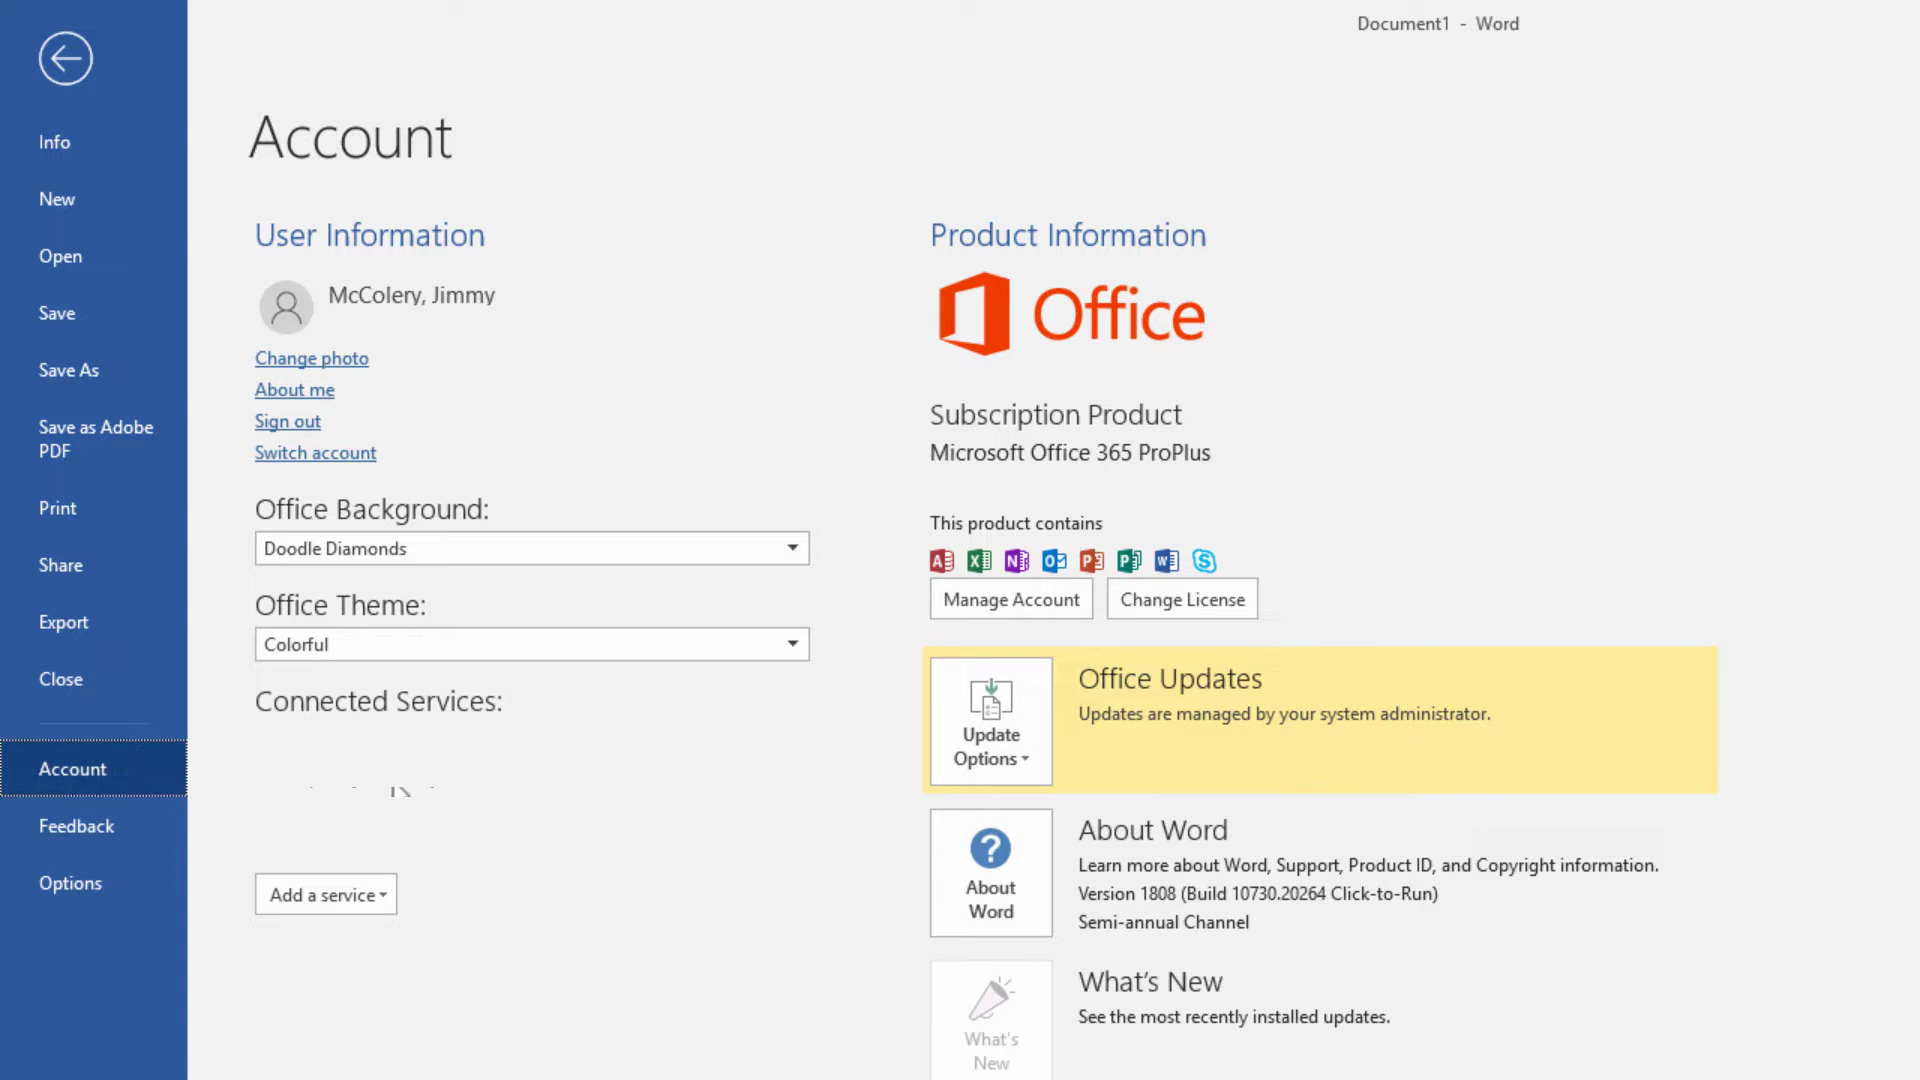 Document1 - Word
Info
New
Open
Save
Save As
Save as Adobe
PDF
Print
Share
Export
Close
Account
Feedback
Options
Account
User Information
McColery, Jimmy
Change photo
About me
Sign out
Switch account
Office Background:
Doodle Diamonds
Office Theme:
Colorful
Connected Services:
Add a service
Product Information
Office
Subscription Product
Microsoft Office 365 ProPlus
This product contains
Manage Account
Change License
Update
Options
Office Updates
Updates are managed by your system administrator.
About
Word
About Word
Learn more about Word, Support, Product ID, and Copyright information.
Version 1808 (Build 10730.20264 Click-to-Run)
Semi-annual Channel
What's
New
What's New
See the most recently installed updates.